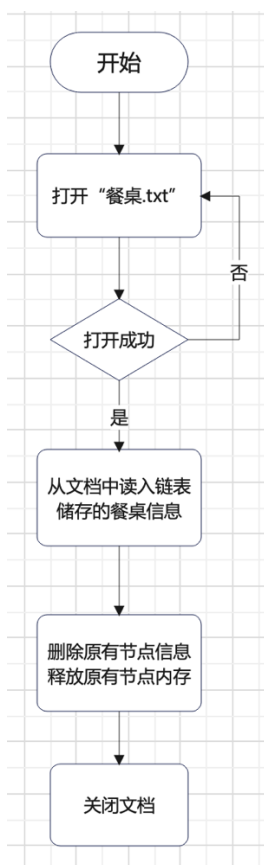 开始
打开“餐桌.txt”
否
打开成功
是
从文档中读入链表
储存的餐桌信息
删除原有节点信息
释放原有节点内存
关闭文档